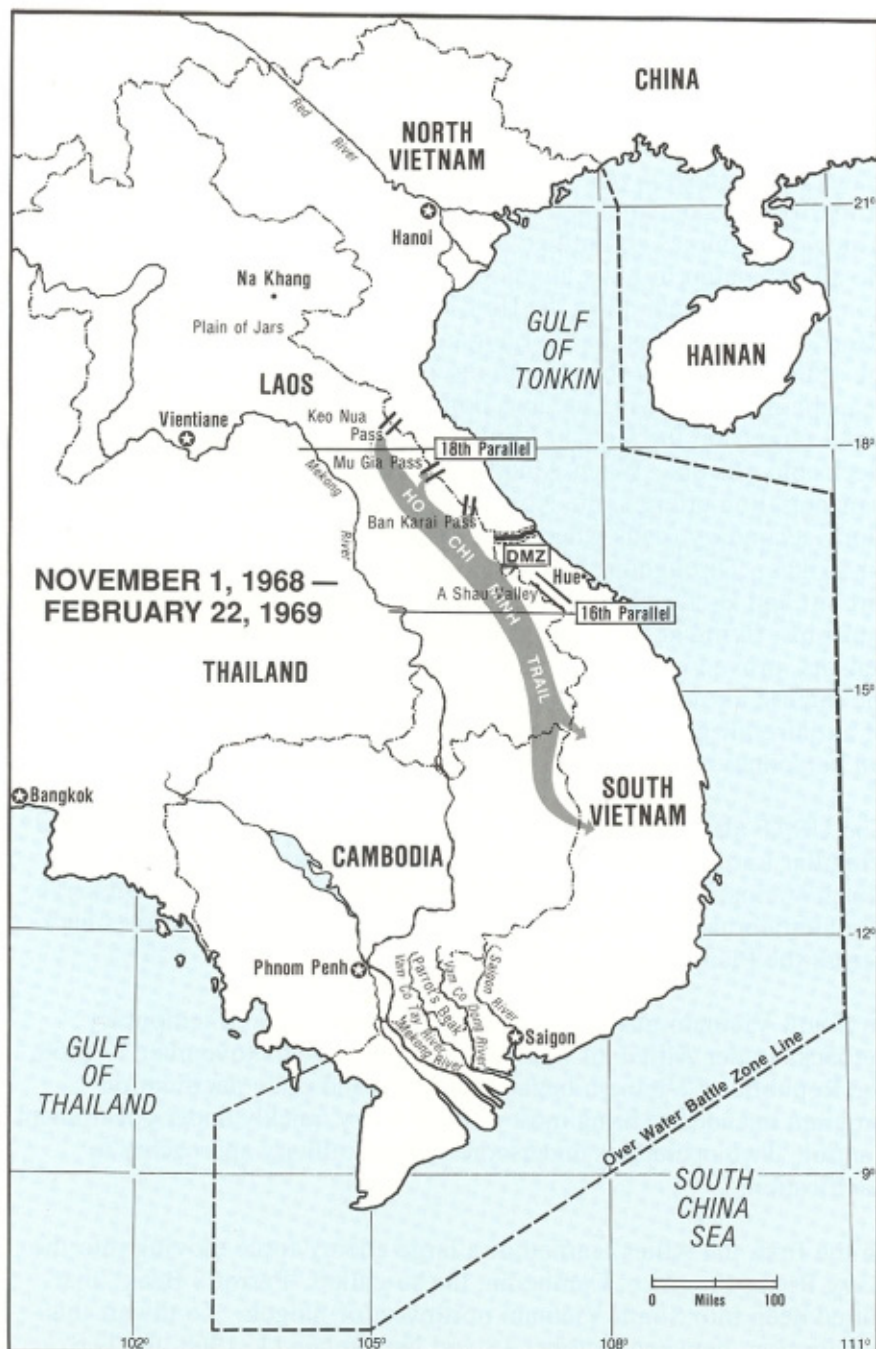 CHINA
Red
River
NORTH
VIETNAM
21°
Hanoi
Na Khang
Plain of Jars
GULF
OF
TONKIN
HAINAN
LAOS
Keo Nua
Pass
Vientiane
18th Parallel
18°
Mu Gia Pass
Mekong
River
HO
CHI
MINH
TRAIL
Ban Karai Pass
DMZ
Hue
NOVEMBER 1, 1968 —
FEBRUARY 22, 1969
A Shau Valley
16th Parallel
THAILAND
15°
Bangkok
SOUTH
VIETNAM
CAMBODIA
12°
Phnom Penh
Vam Co Tay River
Parrot's Beak
Vam Co Dong River
Saigon River
Mekong River
Saigon
GULF
OF
THAILAND
Over Water Battle Zone Line
9°
SOUTH
CHINA
SEA
0 Miles 100
102° 105° 108° 111°